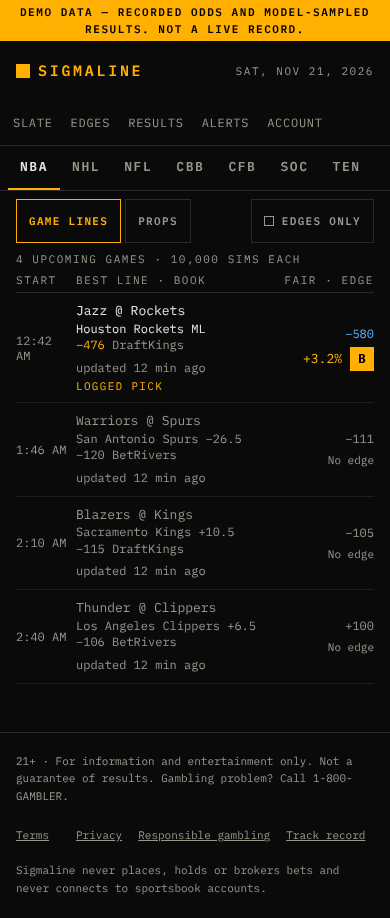 DEMO DATA — RECORDED ODDS AND MODEL-SAMPLED
RESULTS. NOT A LIVE RECORD.
SIGMALINE
SAT, NOV 21, 2026
SLATE EDGES RESULTS ALERTS ACCOUNT
NBA NHL NFL CBB CFB SOC TEN
GAME LINES PROPS EDGES ONLY
4 UPCOMING GAMES · 10,000 SIMS EACH
START BEST LINE · BOOK FAIR · EDGE
Jazz @ Rockets
Houston Rockets ML
12:42 AM
−476 DraftKings
−580
+3.2% B
updated 12 min ago
LOGGED PICK
Warriors @ Spurs
San Antonio Spurs −26.5
1:46 AM
−120 BetRivers
−111
No edge
updated 12 min ago
Blazers @ Kings
Sacramento Kings +10.5
2:10 AM
−115 DraftKings
−105
No edge
updated 12 min ago
Thunder @ Clippers
Los Angeles Clippers +6.5
2:40 AM
−106 BetRivers
+100
No edge
updated 12 min ago
21+ · For information and entertainment only. Not a
guarantee of results. Gambling problem? Call 1-800-
GAMBLER.
Terms Privacy Responsible gambling Track record
Sigmaline never places, holds or brokers bets and
never connects to sportsbook accounts.